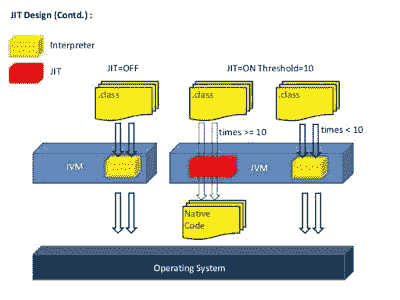 JIT Design (Contd.) :
Interpreter
JIT
JIT=OFF
JIT=ON Threshold=10
.class
.class
.class
times >= 10
times < 10
JVM
JVM
Native
Code
Operating System